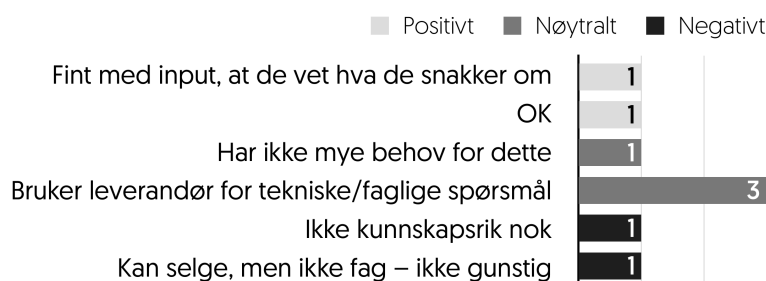 Positivt Nøytralt Negativt
Fint med input, at de vet hva de snakker om 1
OK 1
Har ikke mye behov for dette 1
Bruker leverandør for tekniske/faglige spørsmål 3
Ikke kunnskapsrik nok 1
Kan selge, men ikke fag – ikke gunstig 1